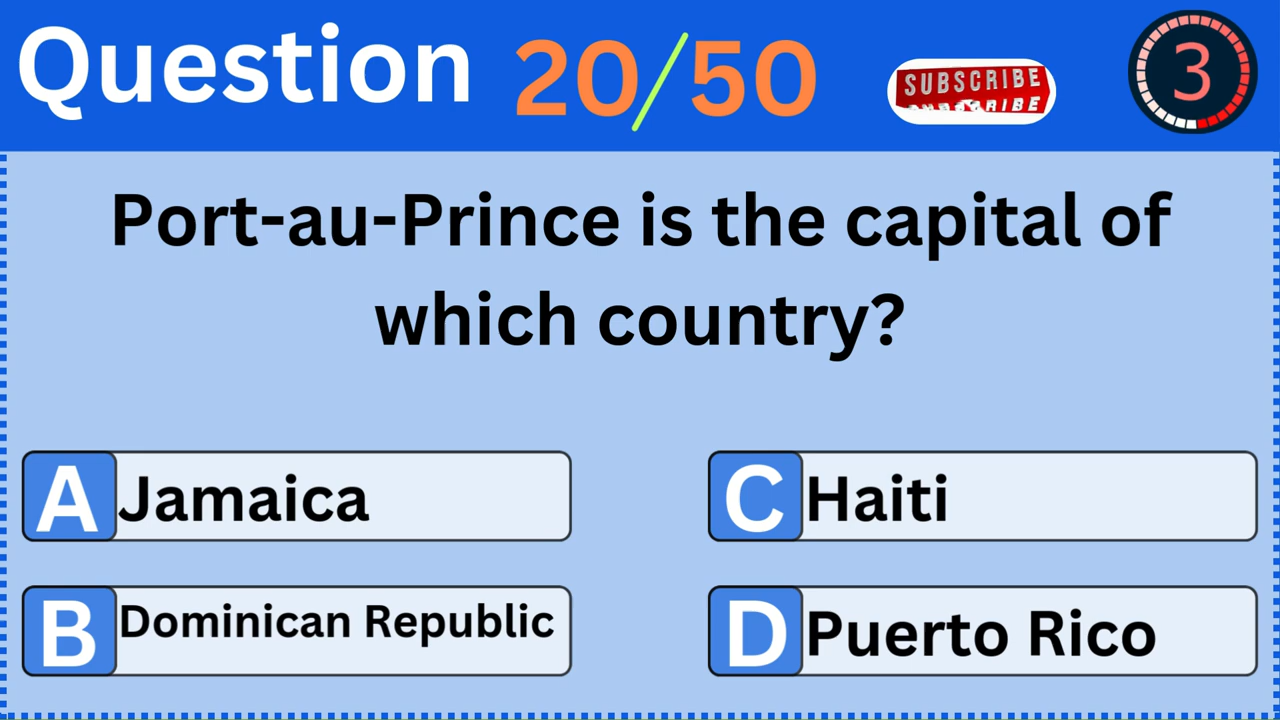 Question 20/50
SUBSCRIBE
3
Port-au-Prince is the capital of
which country?
A Jamaica
C Haiti
B Dominican Republic
D Puerto Rico